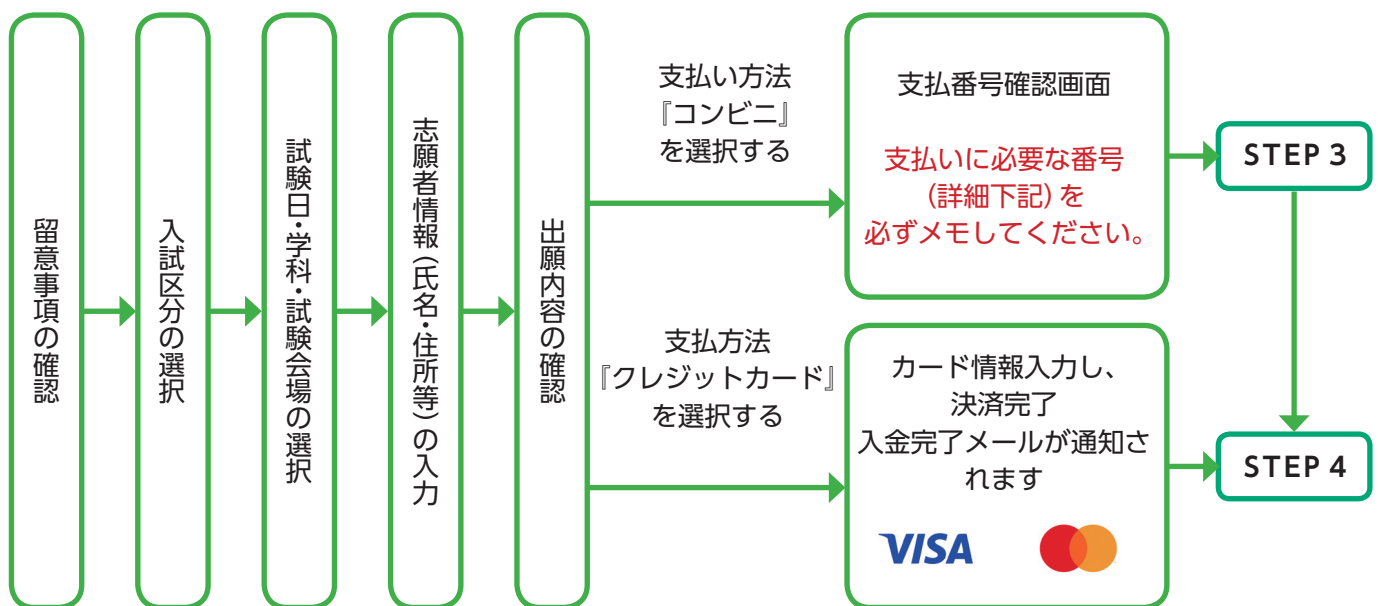 留意事項の確認
入試区分の選択
試験日・学科・試験会場の選択
志願者情報(氏名・住所等)の入力
出願内容の確認
支払い方法
『コンビニ』
を選択する
支払番号確認画面
支払いに必要な番号
(詳細下記)を
必ずメモしてください。
STEP 3
支払方法
『クレジットカード』
を選択する
カード情報入力し、
決済完了
入金完了メールが通知さ
れます
VISA
STEP 4